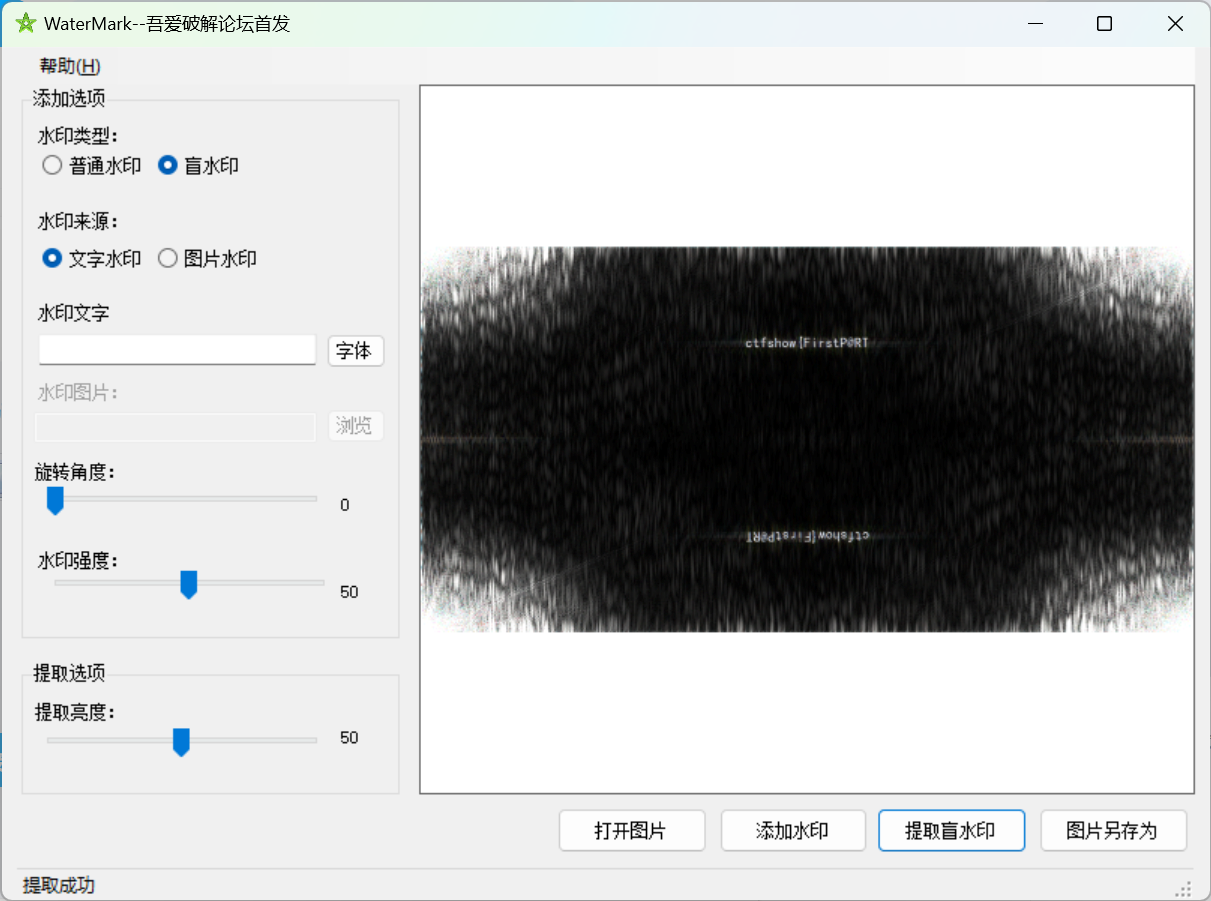 WaterMark--吾爱破解论坛首发
帮助(H)
添加选项
水印类型：
普通水印 盲水印
水印来源：
文字水印 图片水印
水印文字
字体
水印图片：
浏览
旋转角度：
0
水印强度：
50
提取选项
提取亮度：
50
ctfshow{FirstP@RT
ctfshow{FirstP@RT
打开图片 添加水印 提取盲水印 图片另存为
提取成功